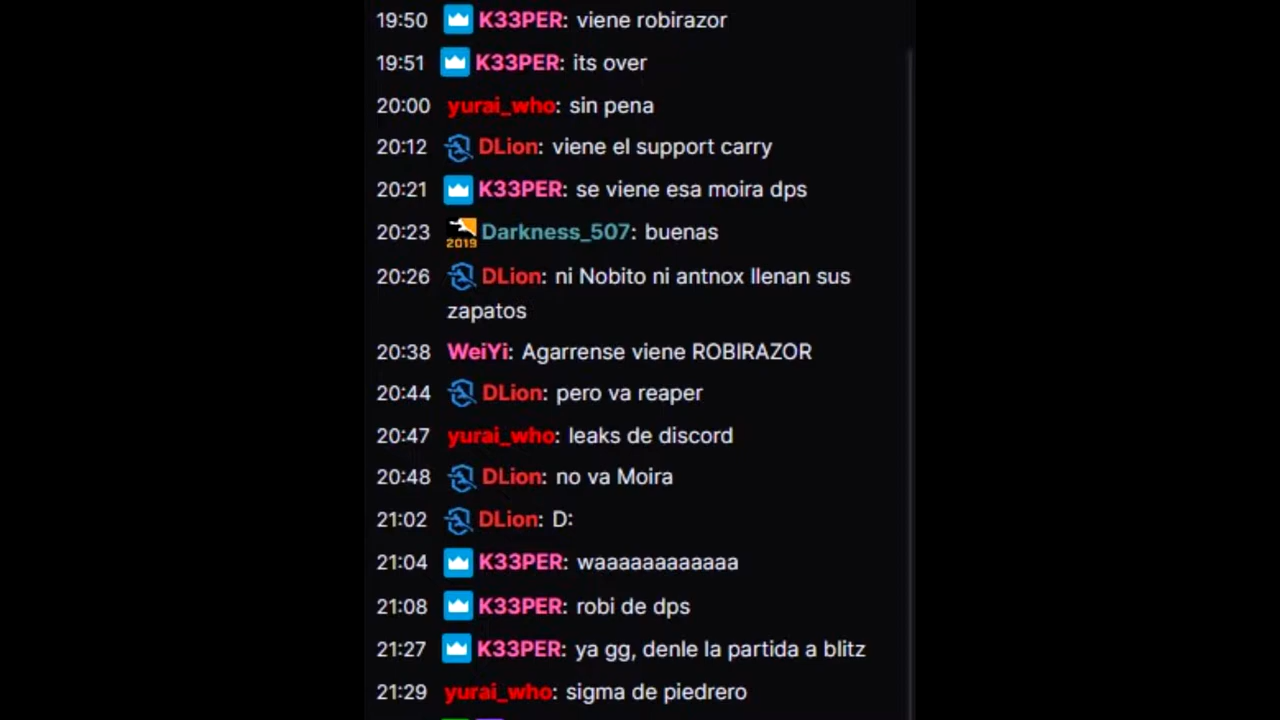 19:50 K33PER: viene robirazor
19:51 K33PER: its over
20:00 yurai_who: sin pena
20:12 DLion: viene el support carry
20:21 K33PER: se viene esa moira dps
20:23 2019 Darkness_507: buenas
20:26 DLion: ni Nobito ni antnox llenan sus
zapatos
20:38 WeiYi: Agarrense viene ROBIRAZOR
20:44 DLion: pero va reaper
20:47 yurai_who: leaks de discord
20:48 DLion: no va Moira
21:02 DLion: D:
21:04 K33PER: waaaaaaaaaaaa
21:08 K33PER: robi de dps
21:27 K33PER: ya gg, denle la partida a blitz
21:29 yurai_who: sigma de piedrero